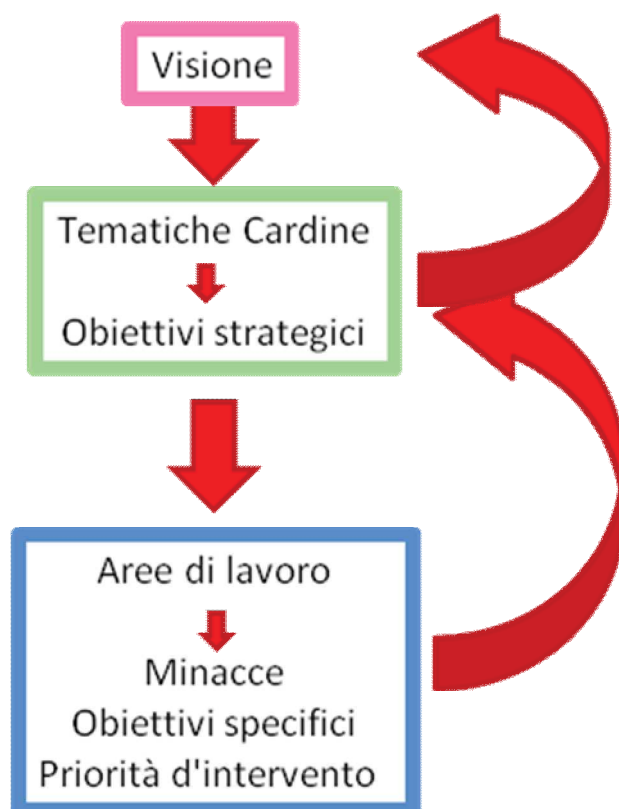 Visione
Tematiche Cardine
Obiettivi strategici
Aree di lavoro
Minacce
Obiettivi specifici
Priorità d'intervento